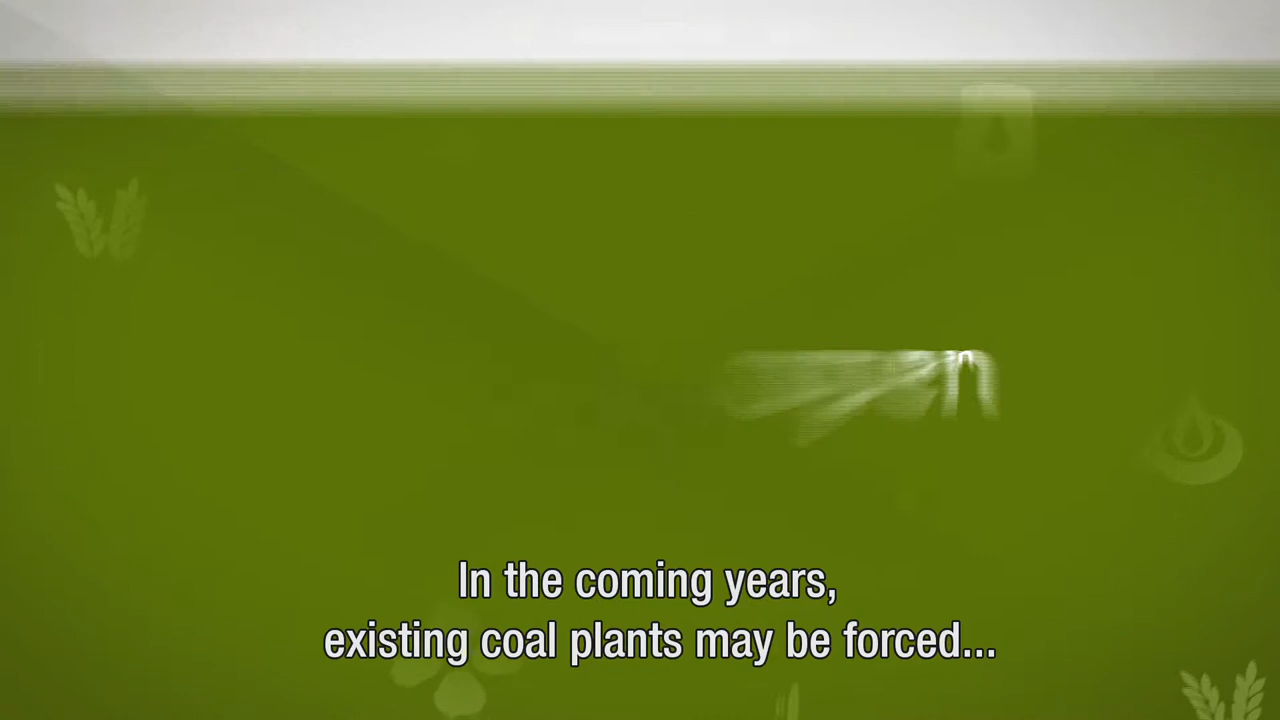 In the coming years,
existing coal plants may be forced...